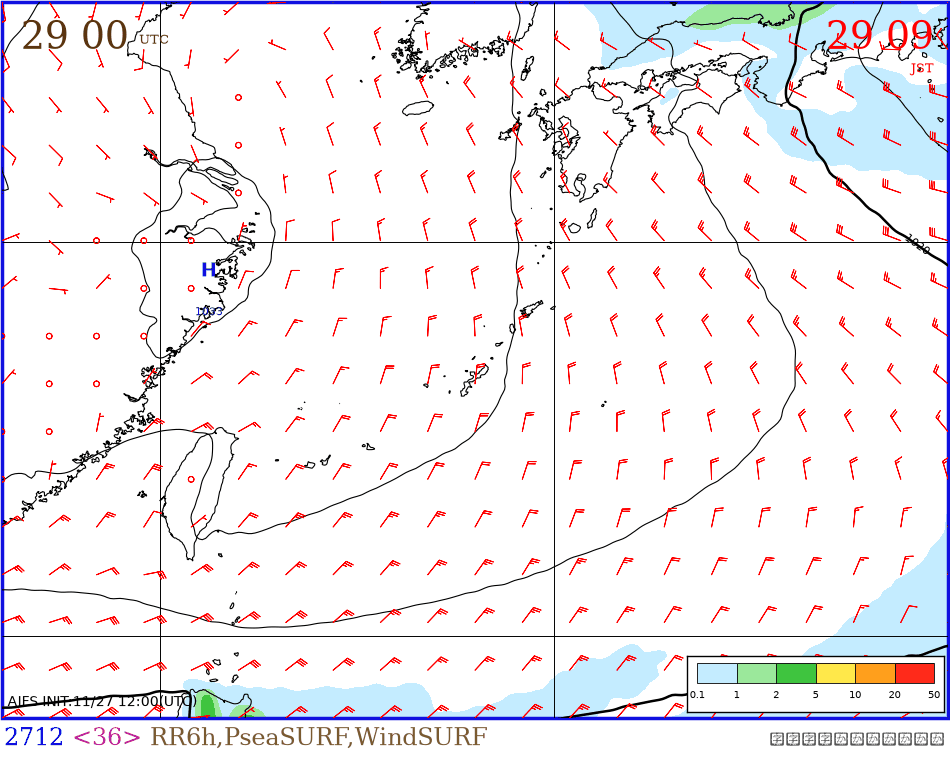 29 00 UTC
29 09 JST
1020
H
1033
0.1 1 2 5 10 20 50
AIFS INIT:11/27 12:00(UTC)
2712 <36> RR6h,PseaSURF,WindSURF